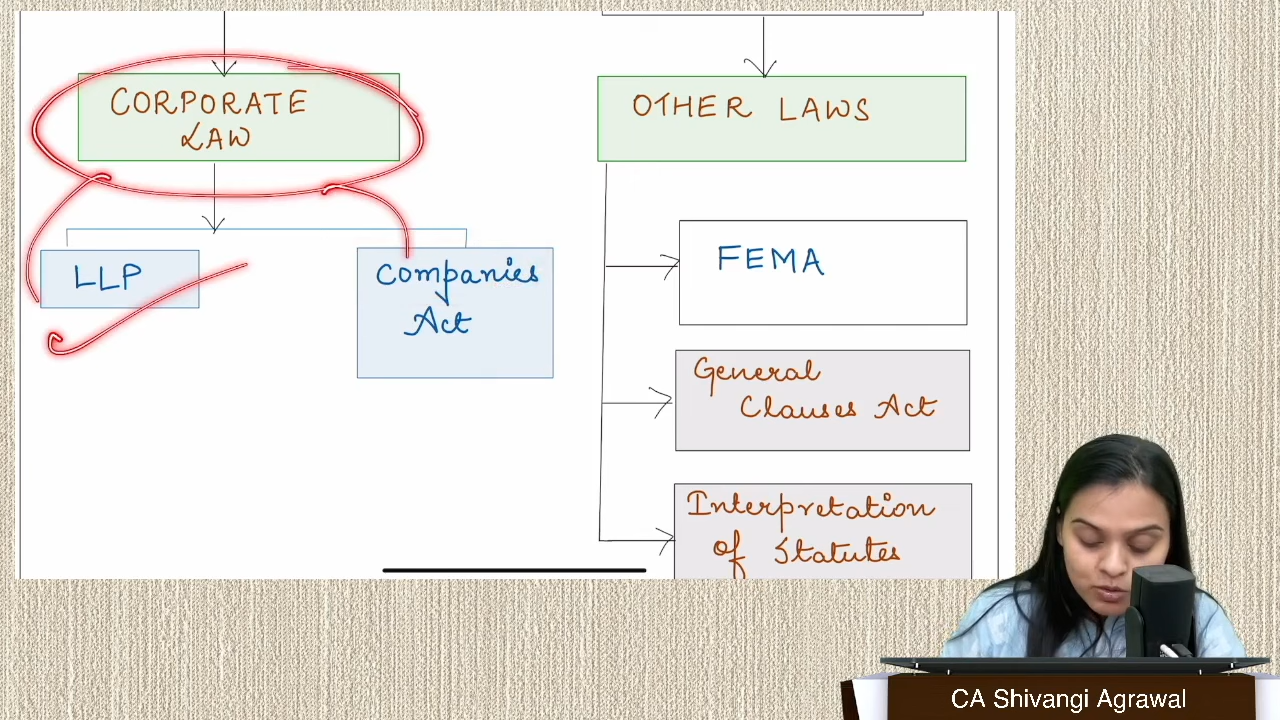 CORPORATE
LAW
LLP
Companies
Act
OTHER LAWS
FEMA
General
Clauses Act
Interpretation
of Statutes
CA Shivangi Agrawal